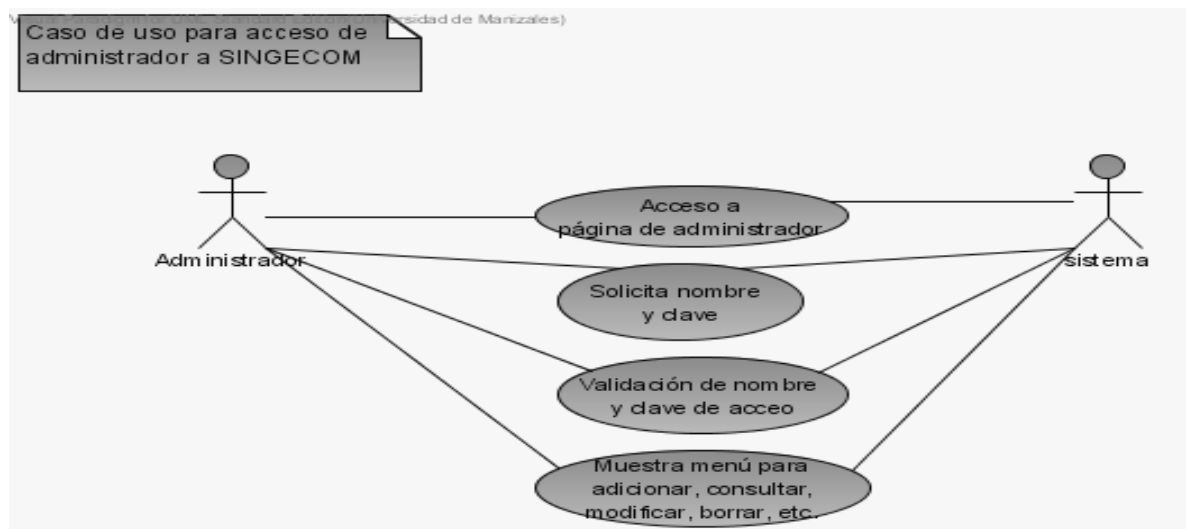 sidad de Manizales)
Caso de uso para acceso de
administrador a SINGECOM
Acceso a
página de administrador
Administrador
sistema
Solicita nombre
y clave
Validación de nombre
y clave de acceo
Muestra menú para
adicionar, consultar,
modificar, borrar, etc.